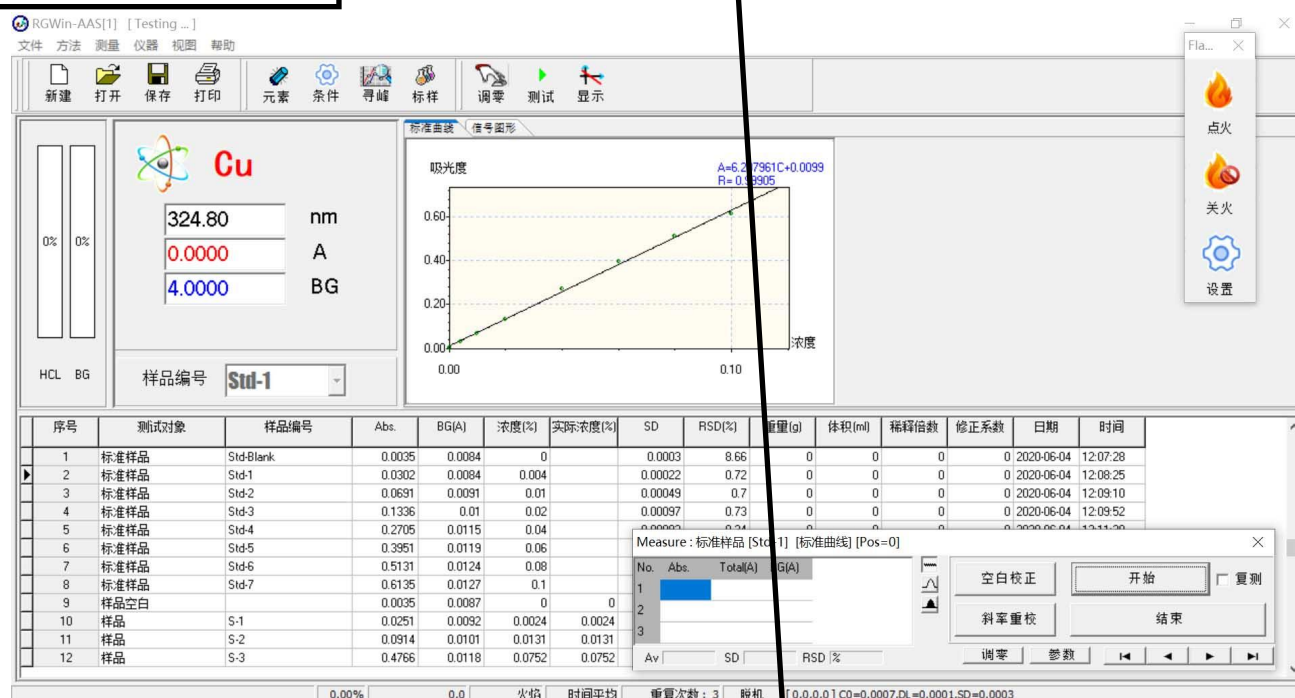 RGWin-AAS[1] [Testing ...]
文件 方法 测量 仪器 视图 帮助
新建 打开 保存 打印 元素 条件 寻峰 标样 调零 测试 显示
Fla...
点火
关火
设置
0% 0%
HCL BG
Cu
324.80 nm
0.0000 A
4.0000 BG
样品编号 Std-1
标准曲线 信号图形
吸光度
R= 0.99905
0.60
0.40
0.20
0.00
浓度
0.00 0.10
序号 测试对象 样品编号 Abs. BG(A) 浓度(%) 实际浓度(%) SD RSD(%) 重量(g) 体积(ml) 稀释倍数 修正系数 日期 时间
1 标准样品 Std-Blank 0.0035 0.0084 0 0.0003 8.66 0 0 0 0 2020-06-04 12:07:28
2 标准样品 Std-1 0.0302 0.0084 0.004 0.00022 0.72 0 0 0 0 2020-06-04 12:08:25
3 标准样品 Std-2 0.0691 0.0091 0.01 0.00049 0.7 0 0 0 0 2020-06-04 12:09:10
4 标准样品 Std-3 0.1336 0.01 0.02 0.00097 0.73 0 0 0 0 2020-06-04 12:09:52
5 标准样品 Std-4 0.2705 0.0115 0.04
6 标准样品 Std-5 0.3951 0.0119 0.06
7 标准样品 Std-6 0.5131 0.0124 0.08
8 标准样品 Std-7 0.6135 0.0127 0.1
9 样品空白 0.0035 0.0087 0 0
10 样品 S-1 0.0251 0.0092 0.0024 0.0024
11 样品 S-2 0.0914 0.0101 0.0131 0.0131
12 样品 S-3 0.4766 0.0118 0.0752 0.0752
Measure : 标准样品 [Std-1] [标准曲线] [Pos=0]
No. Abs. Total(A) BG(A)
1
2
3
Av SD RSD %
空白校正 开始 复测
斜率重校 结束
调零 参数
0.00% 0.0 火焰 时间平均 重复次数 : 3 脱机 [ 0,0,0,0 ] C0=0.0007,DL=0.0001,SD=0.0003